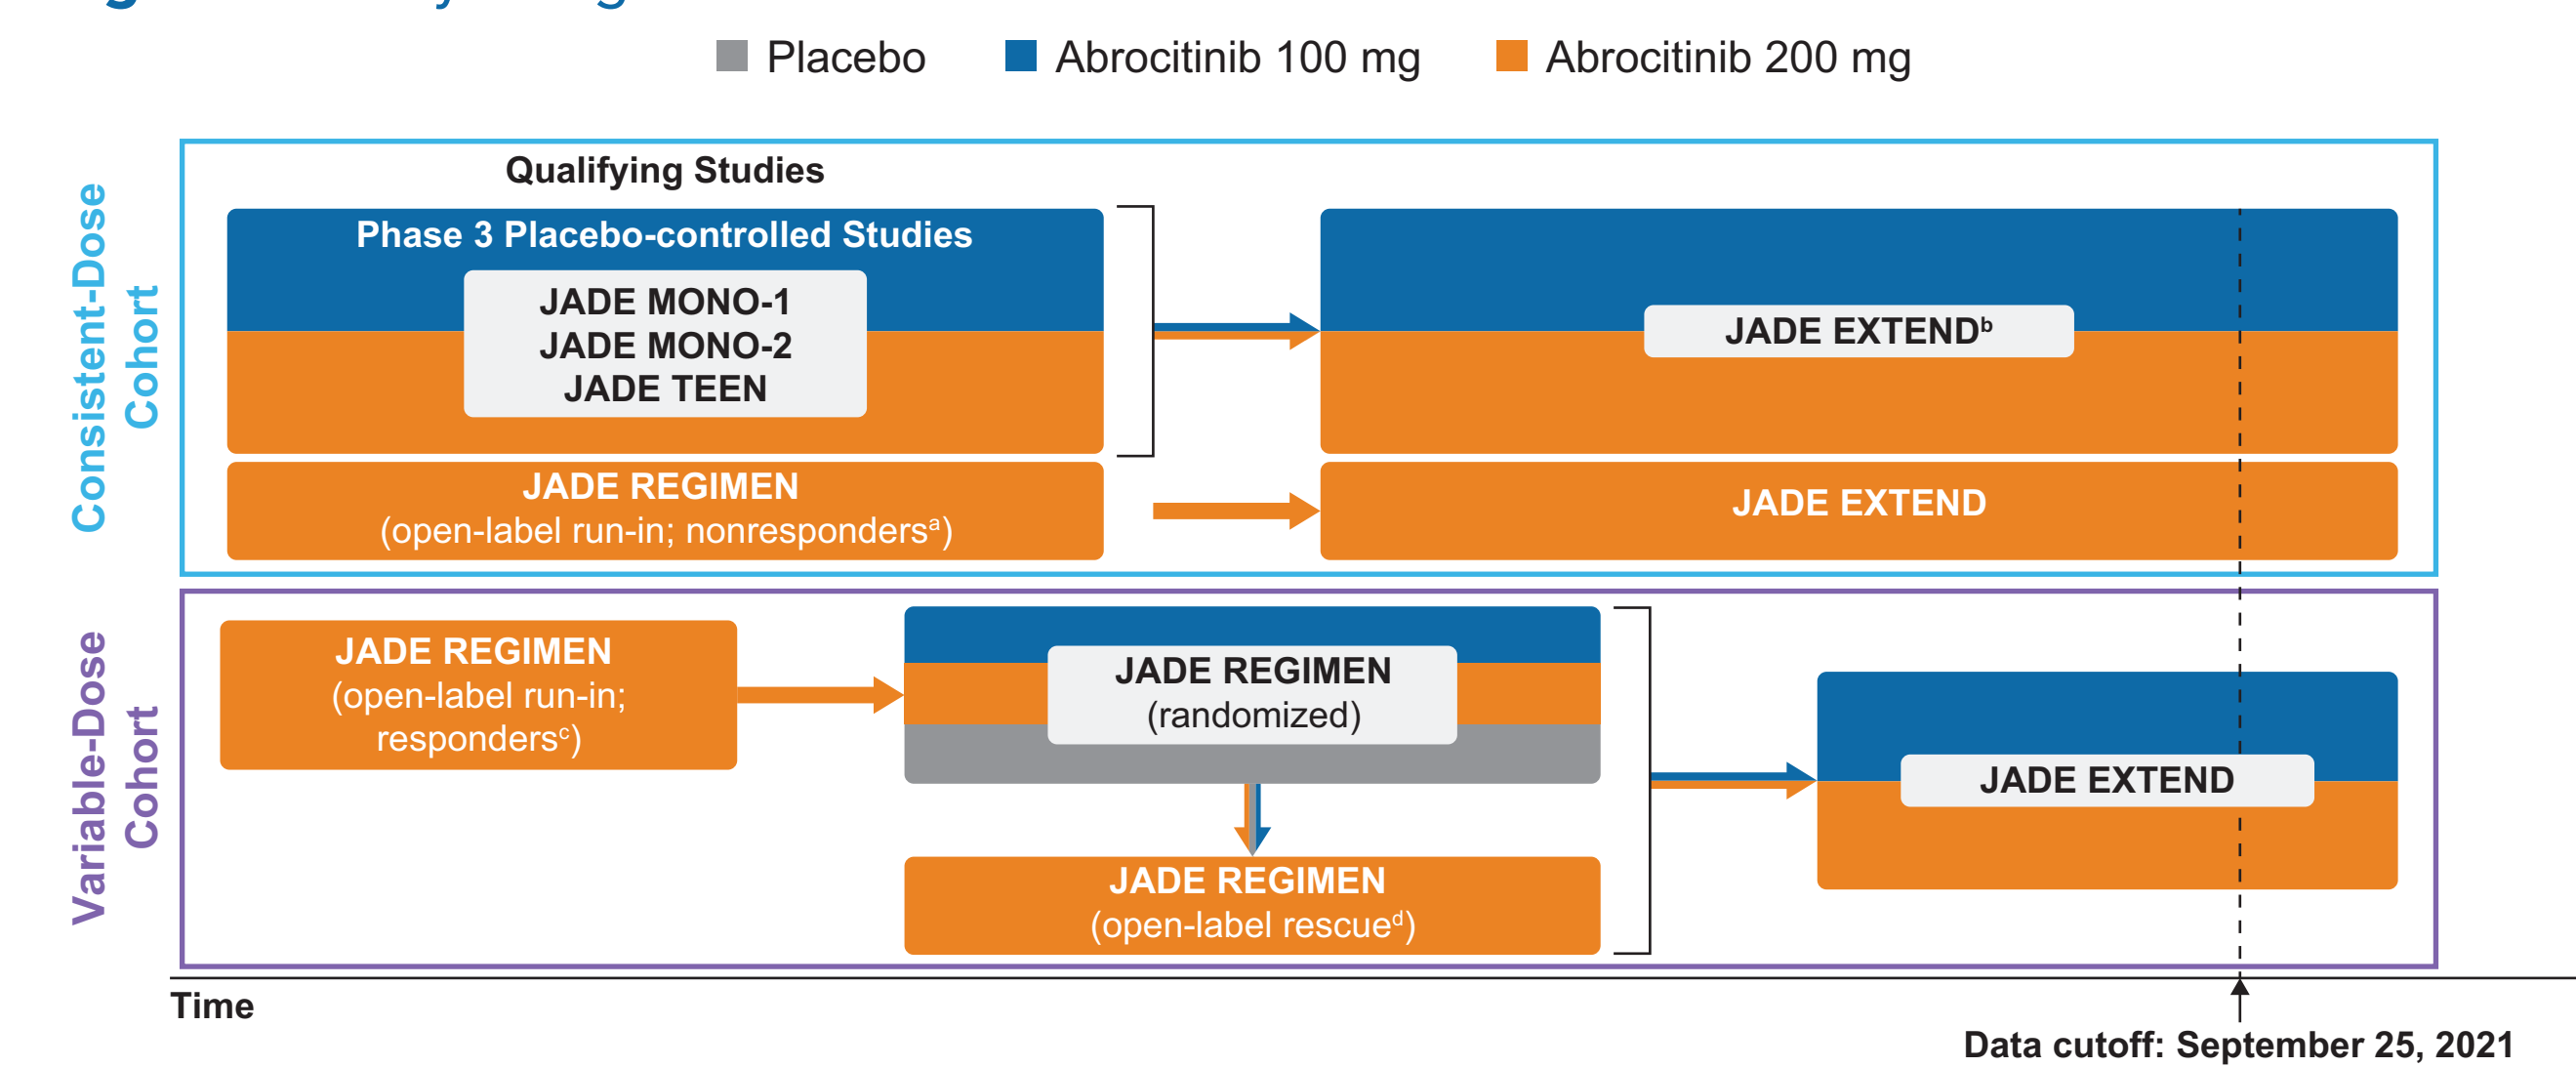 Placebo
Abrocitinib 100 mg
Abrocitinib 200 mg
Consistent-Dose
Cohort
Qualifying Studies
Phase 3 Placebo-controlled Studies
JADE MONO-1
JADE MONO-2
JADE TEEN
JADE EXTENDᵇ
JADE REGIMEN
(open-label run-in; nonrespondersᵃ)
JADE EXTEND
Variable-Dose
Cohort
JADE REGIMEN
(open-label run-in;
respondersᶜ)
JADE REGIMEN
(randomized)
JADE EXTEND
JADE REGIMEN
(open-label rescueᵈ)
Time
Data cutoff: September 25, 2021